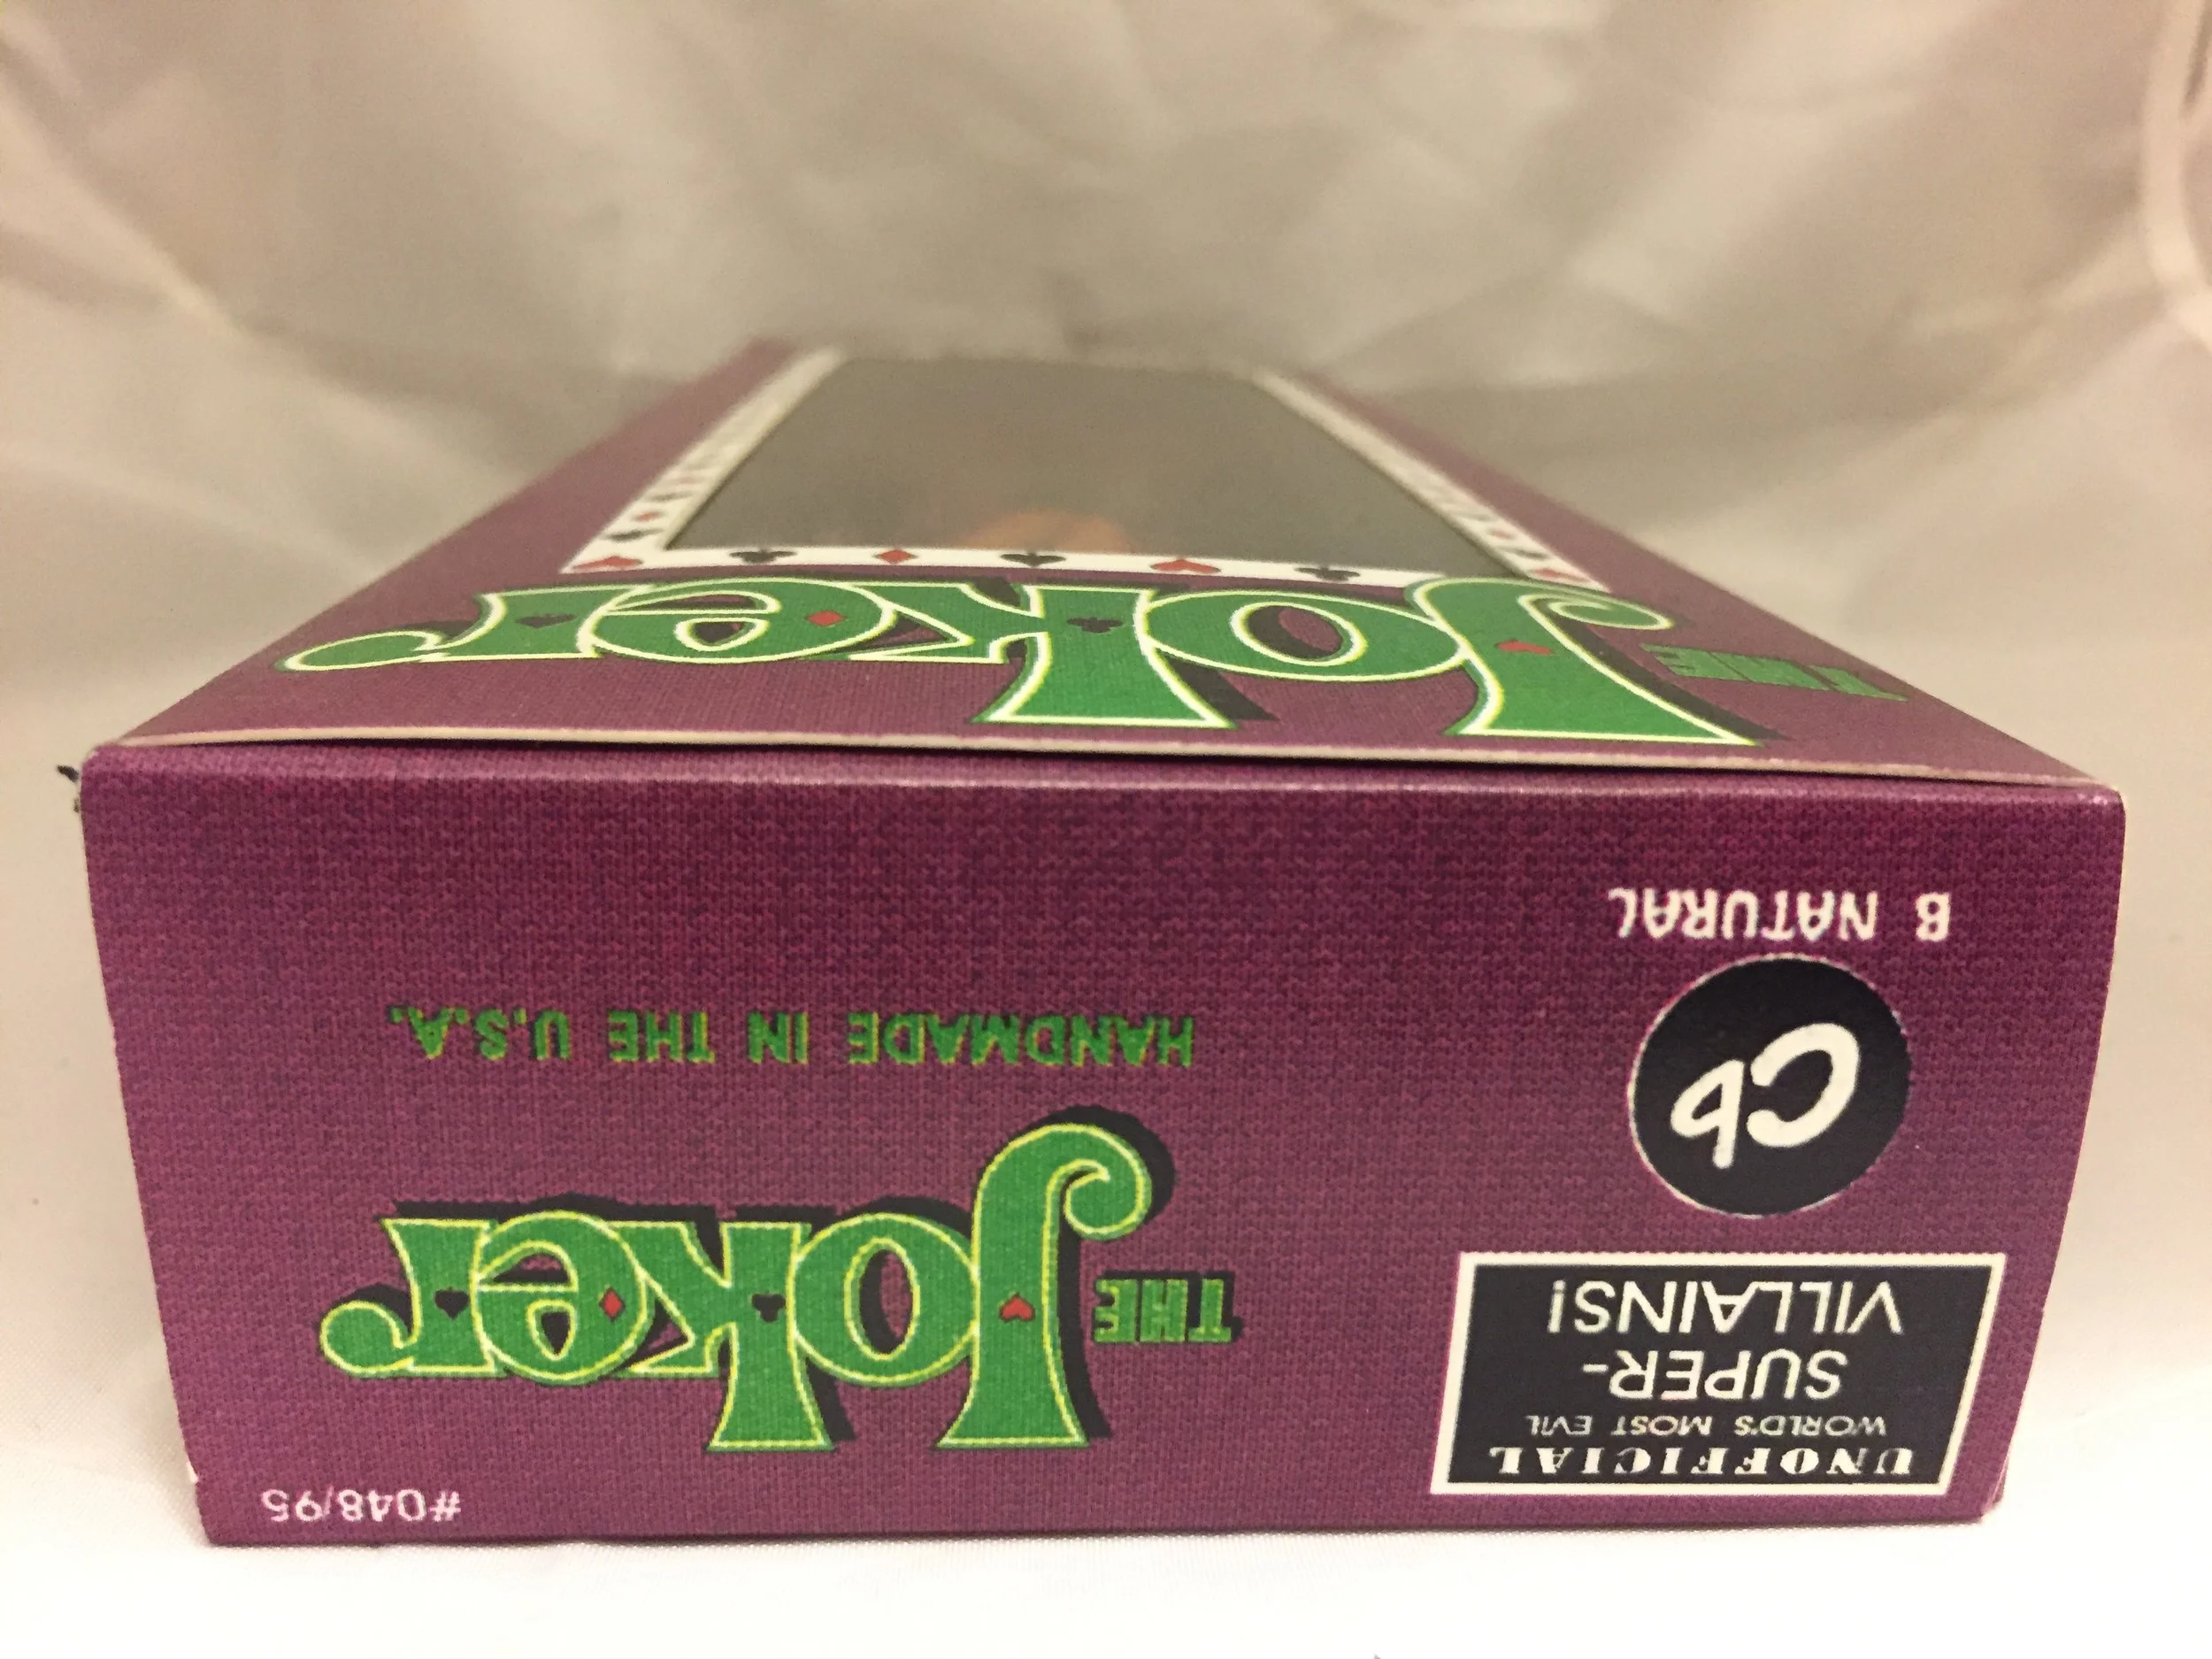 THE Joker
#048/95
UNOFFICIAL
WORLD'S MOST EVIL
SUPER-
VILLAINS!
THE Joker
HANDMADE IN THE U.S.A.
Cb
B NATURAL